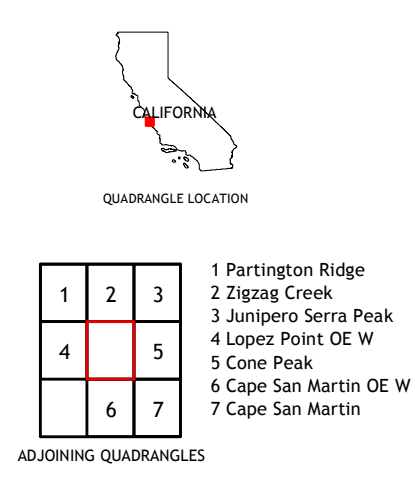 CALIFORNIA
QUADRANGLE LOCATION
1 2 3
4 5
6 7
1 Partington Ridge
2 Zigzag Creek
3 Junipero Serra Peak
4 Lopez Point OE W
5 Cone Peak
6 Cape San Martin OE W
7 Cape San Martin
ADJOINING QUADRANGLES